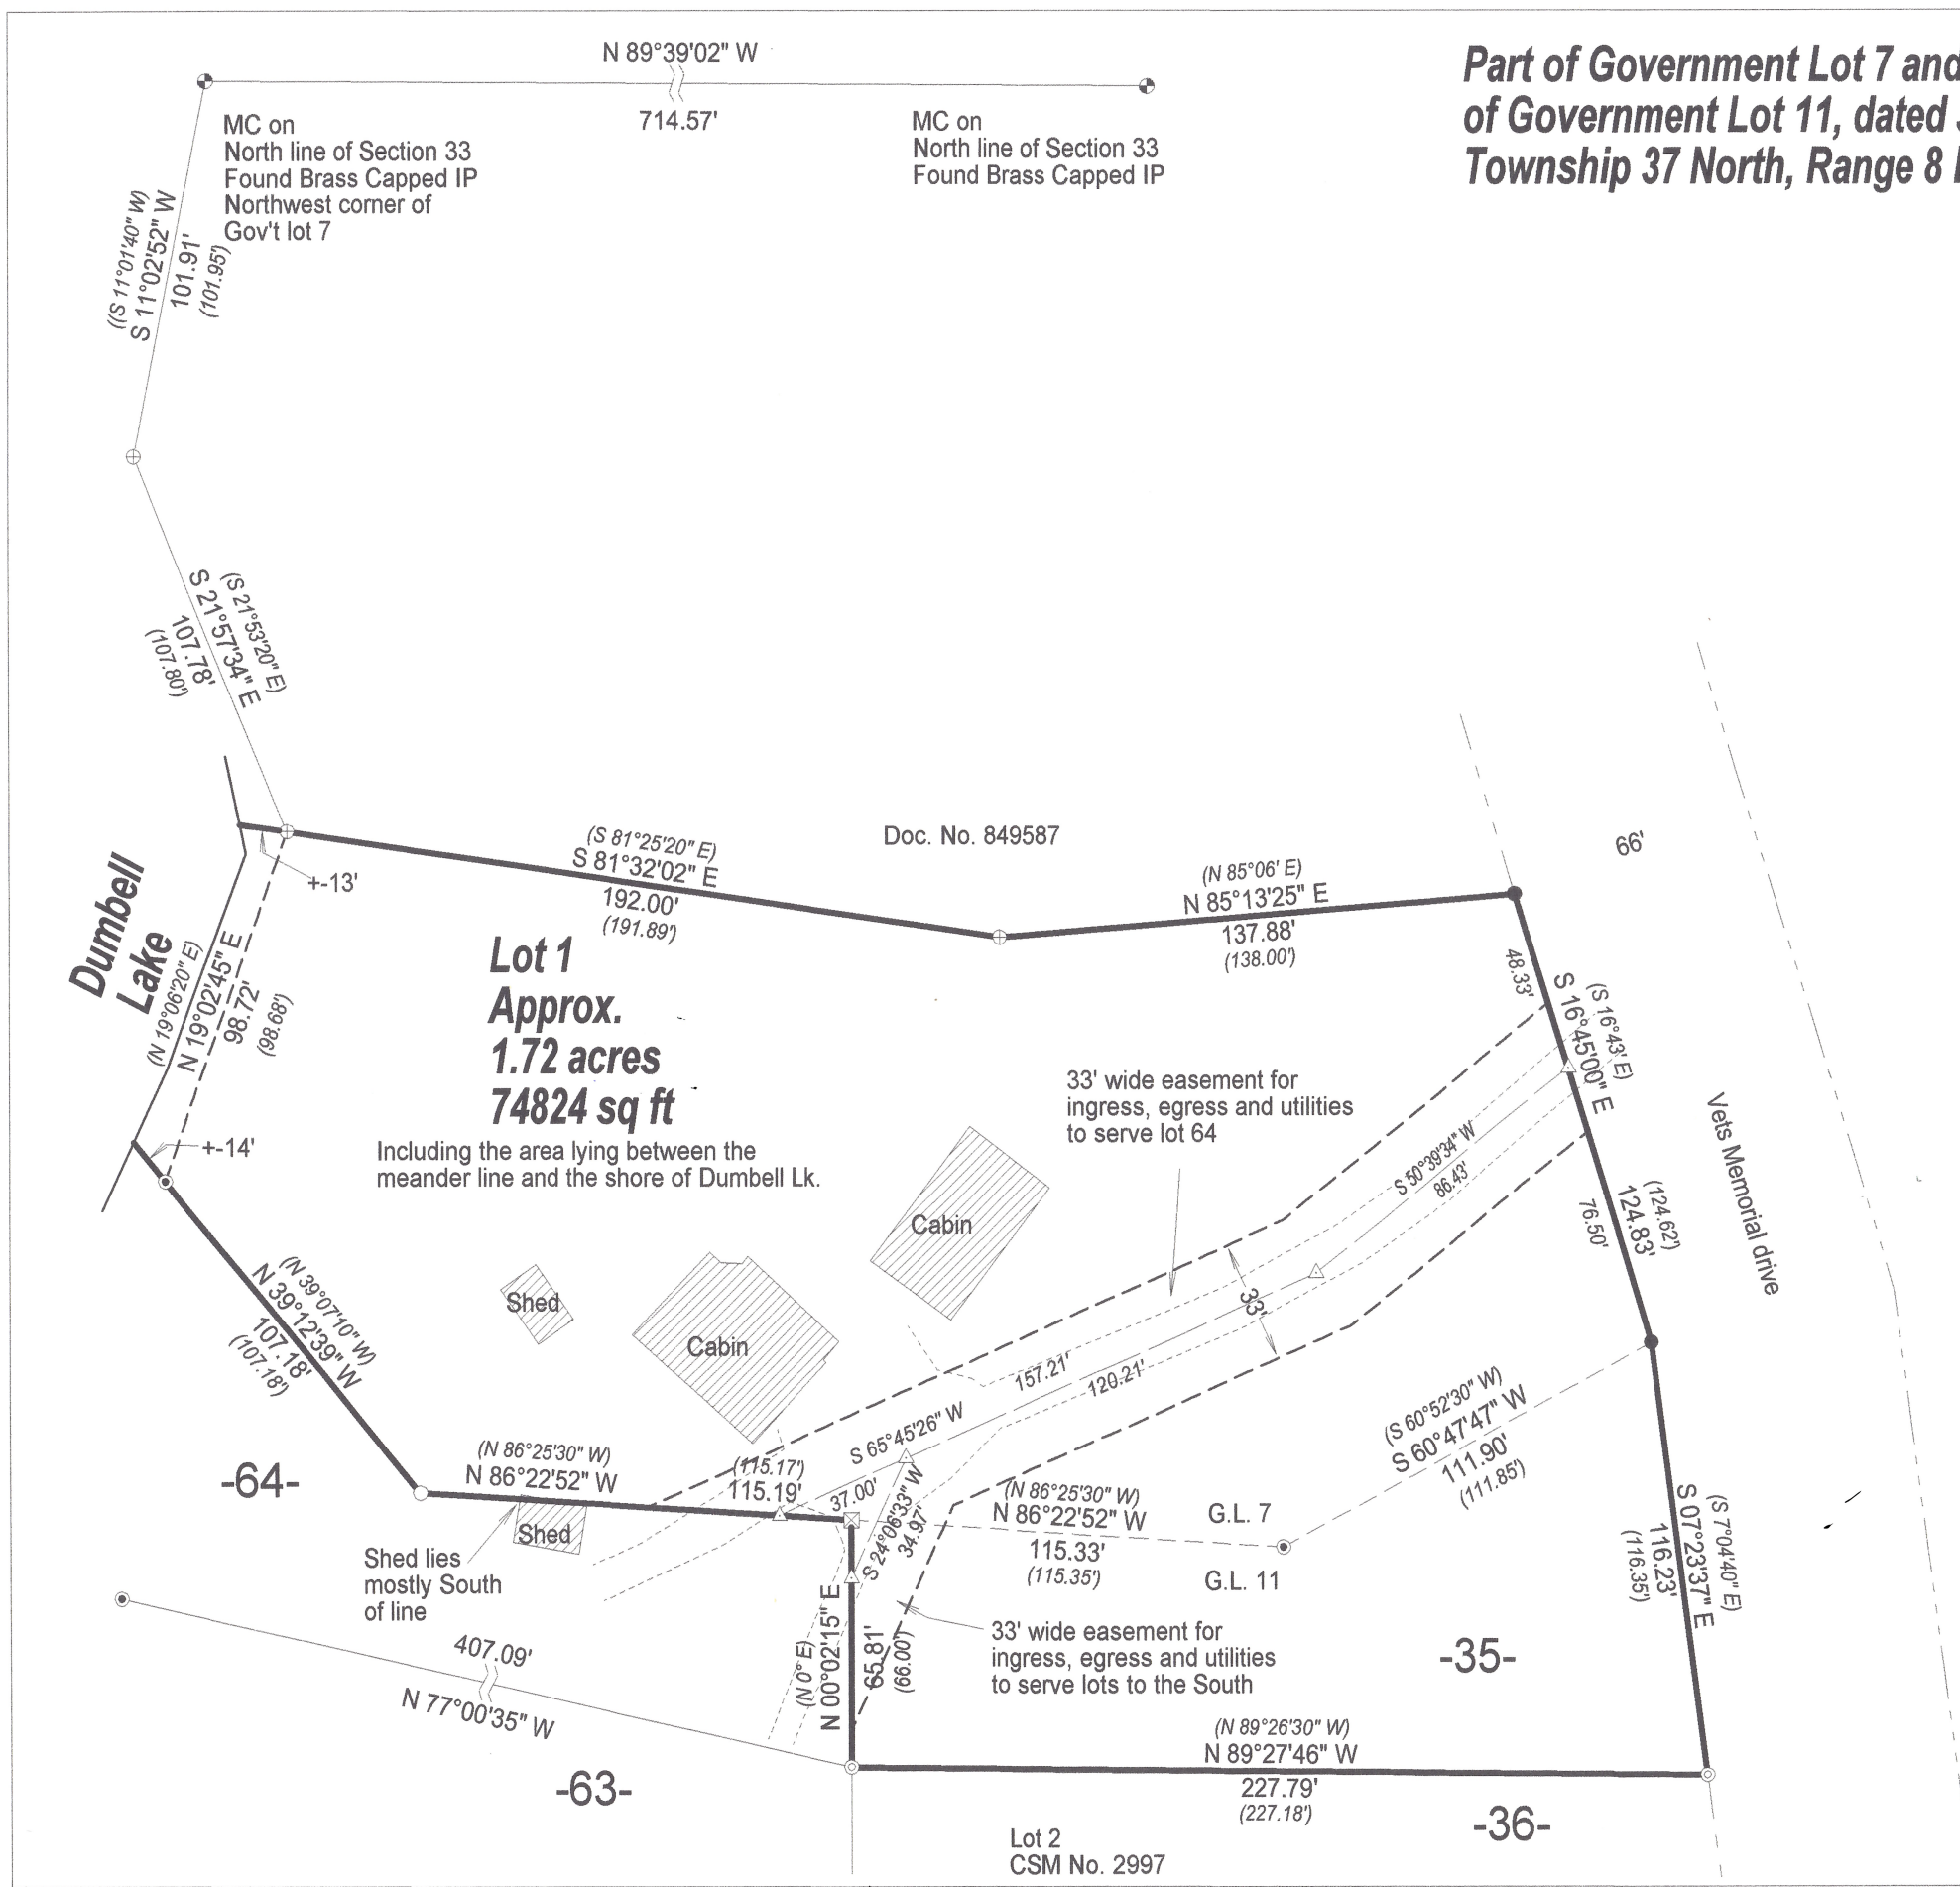 N 89°39'02" W
714.57'
Part of Government Lot 7 and
of Government Lot 11, dated
Township 37 North, Range 8
MC on
North line of Section 33
Found Brass Capped IP
Northwest corner of
Gov't lot 7
MC on
North line of Section 33
Found Brass Capped IP
((S 11°01'40" W)
S 11°02'52" W
101.91'
(101.95')
(S 21°53'20" E)
S 21°57'34" E
107.78'
(107.80')
Dumbell
Lake
+-13'
(S 81°25'20" E)
S 81°32'02" E
192.00'
(191.89')
Doc. No. 849587
(N 85°06' E)
N 85°13'25" E
137.88'
(138.00')
66'
(N 19°06'20" E)
N 19°02'45" E
98.72'
(98.68')
+-14'
Lot 1
Approx.
1.72 acres
74824 sq ft
Including the area lying between the
meander line and the shore of Dumbell Lk.
48.33'
(S 16°43' E)
S 16°45'00" E
(124.62')
124.83'
76.50'
Vets Memorial drive
33' wide easement for
ingress, egress and utilities
to serve lot 64
S 50°39'34" W
86.43'
Cabin
Shed
Cabin
33'
157.21'
120.21'
S 65°45'26" W
(N 39°07'10" W)
N 39°12'39" W
107.18'
(107.18')
-64-
(N 86°25'30" W)
N 86°22'52" W
(115.17')
115.19'
37.00'
S 24°06'33" W
34.97'
Shed
Shed lies
mostly South
of line
(N 86°25'30" W)
N 86°22'52" W
115.33'
(115.35')
G.L. 7
G.L. 11
(S 60°52'30" W)
S 60°47'47" W
111.90'
(111.85')
(S 7°04'40" E)
S 07°23'37" E
116.23'
(116.35')
(N 0° E)
N 00°02'15" E
65.81'
(66.00')
33' wide easement for
ingress, egress and utilities
to serve lots to the South
-35-
407.09'
N 77°00'35" W
-63-
(N 89°26'30" W)
N 89°27'46" W
227.79'
(227.18')
-36-
Lot 2
CSM No. 2997